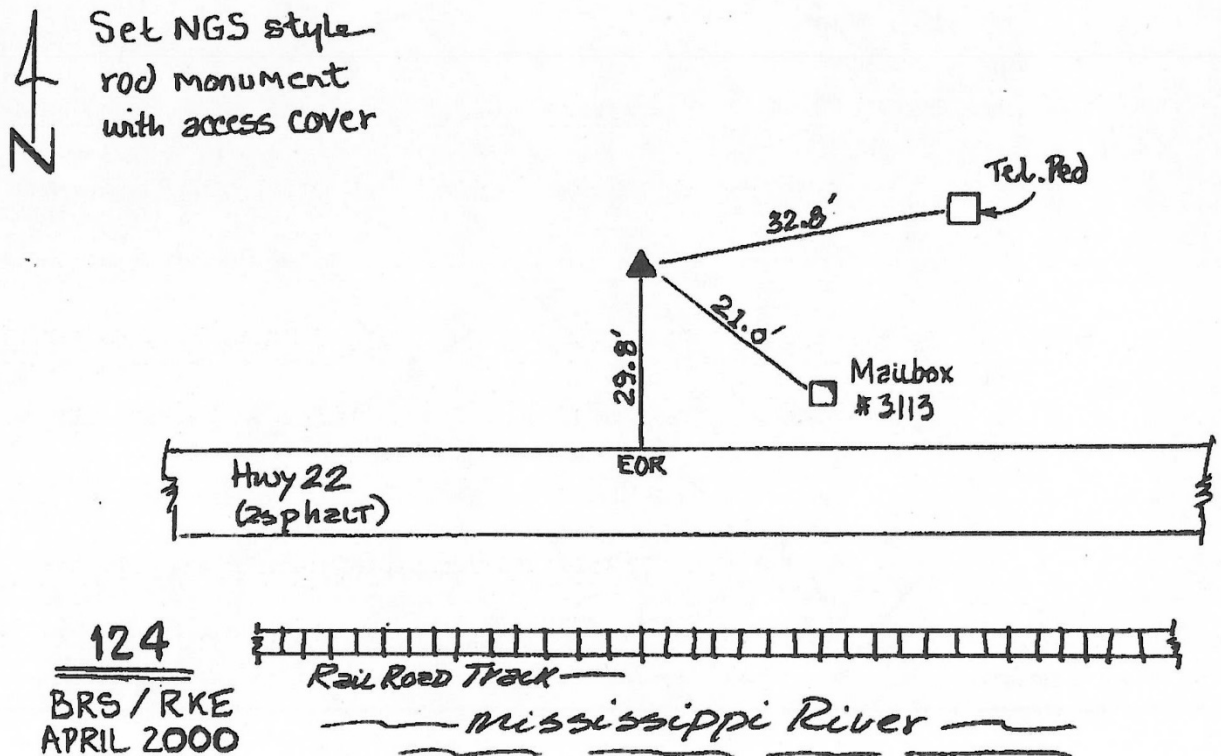 Set NGS style
rod monument
with access cover
N
Tel. Ped
32.8'
21.0'
29.8'
Mailbox
#3113
EOR
Hwy 22
(asphalt)
124
BRS / RKE
APRIL 2000
Rail Road Track
Mississippi River